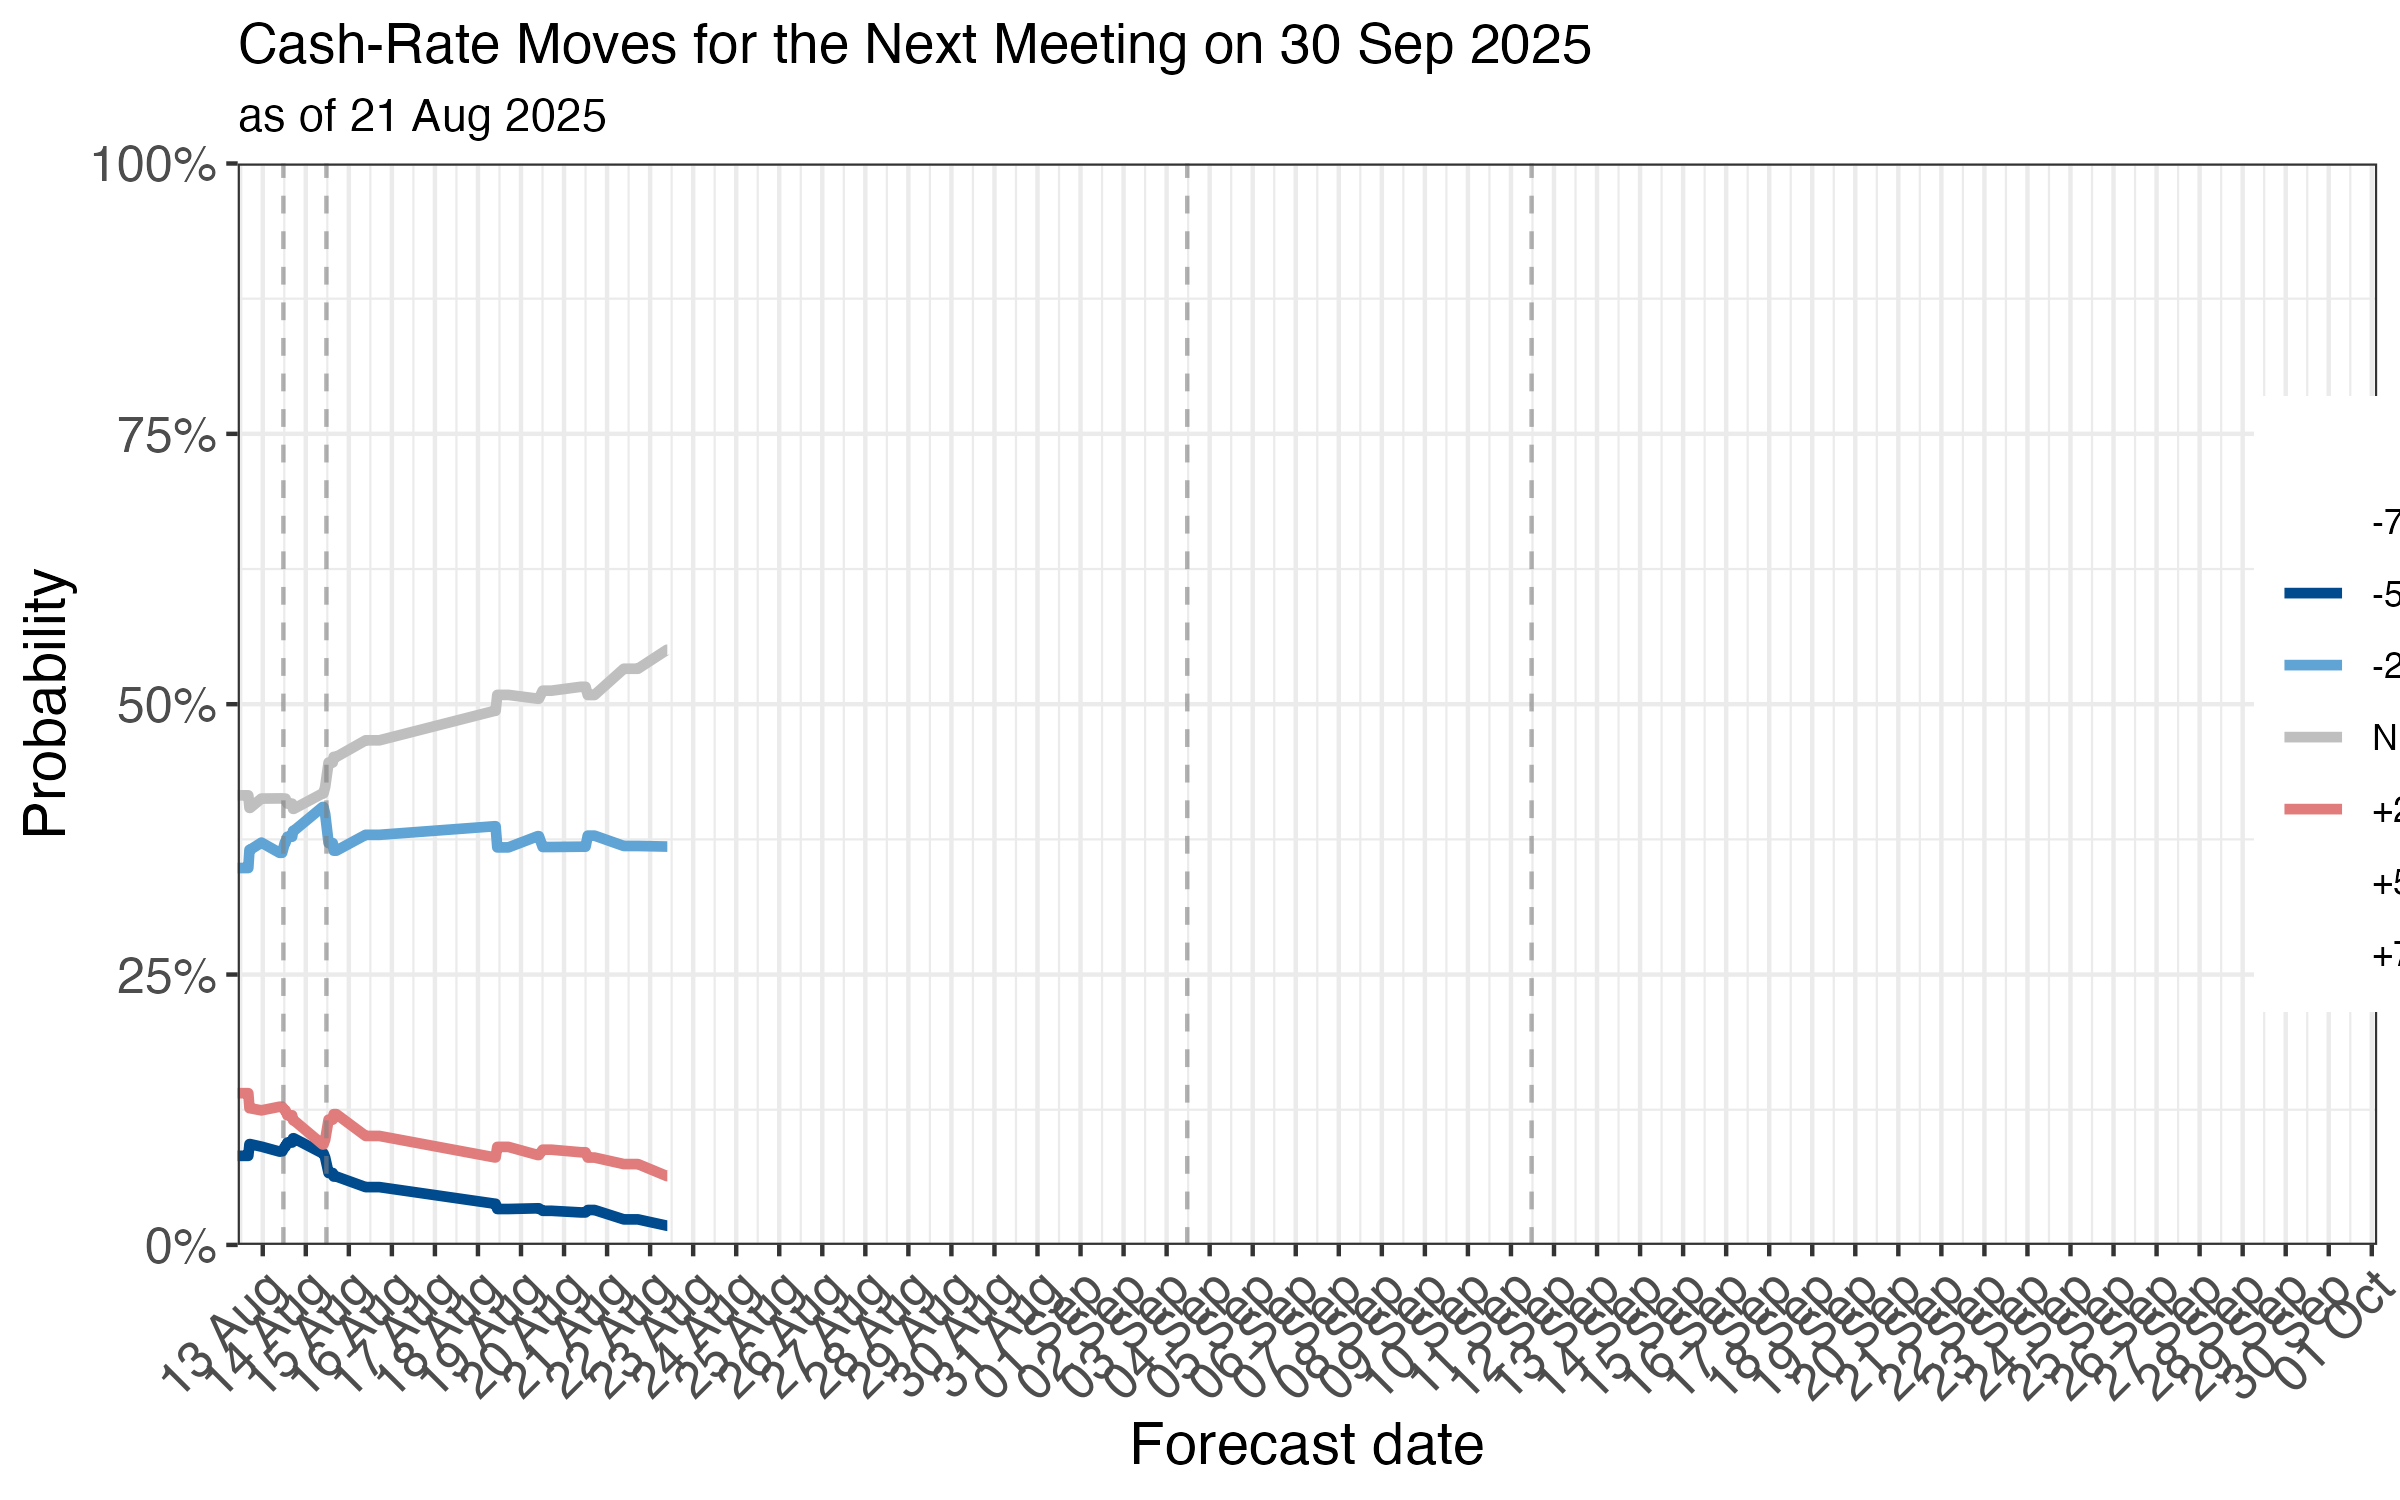 Cash-Rate Moves for the Next Meeting on 30 Sep 2025
as of 21 Aug 2025
100%
75%
50%
25%
0%
Probability
-7
-5
-2
N
+2
+5
+7
13 Aug
14 Aug
15 Aug
16 Aug
17 Aug
18 Aug
19 Aug
20 Aug
21 Aug
22 Aug
23 Aug
24 Aug
25 Aug
26 Aug
27 Aug
28 Aug
29 Aug
30 Aug
31 Aug
01 Sep
02 Sep
03 Sep
04 Sep
05 Sep
06 Sep
07 Sep
08 Sep
09 Sep
10 Sep
11 Sep
12 Sep
13 Sep
14 Sep
15 Sep
16 Sep
17 Sep
18 Sep
19 Sep
20 Sep
21 Sep
22 Sep
23 Sep
24 Sep
25 Sep
26 Sep
27 Sep
28 Sep
29 Sep
30 Sep
01 Oct
Forecast date